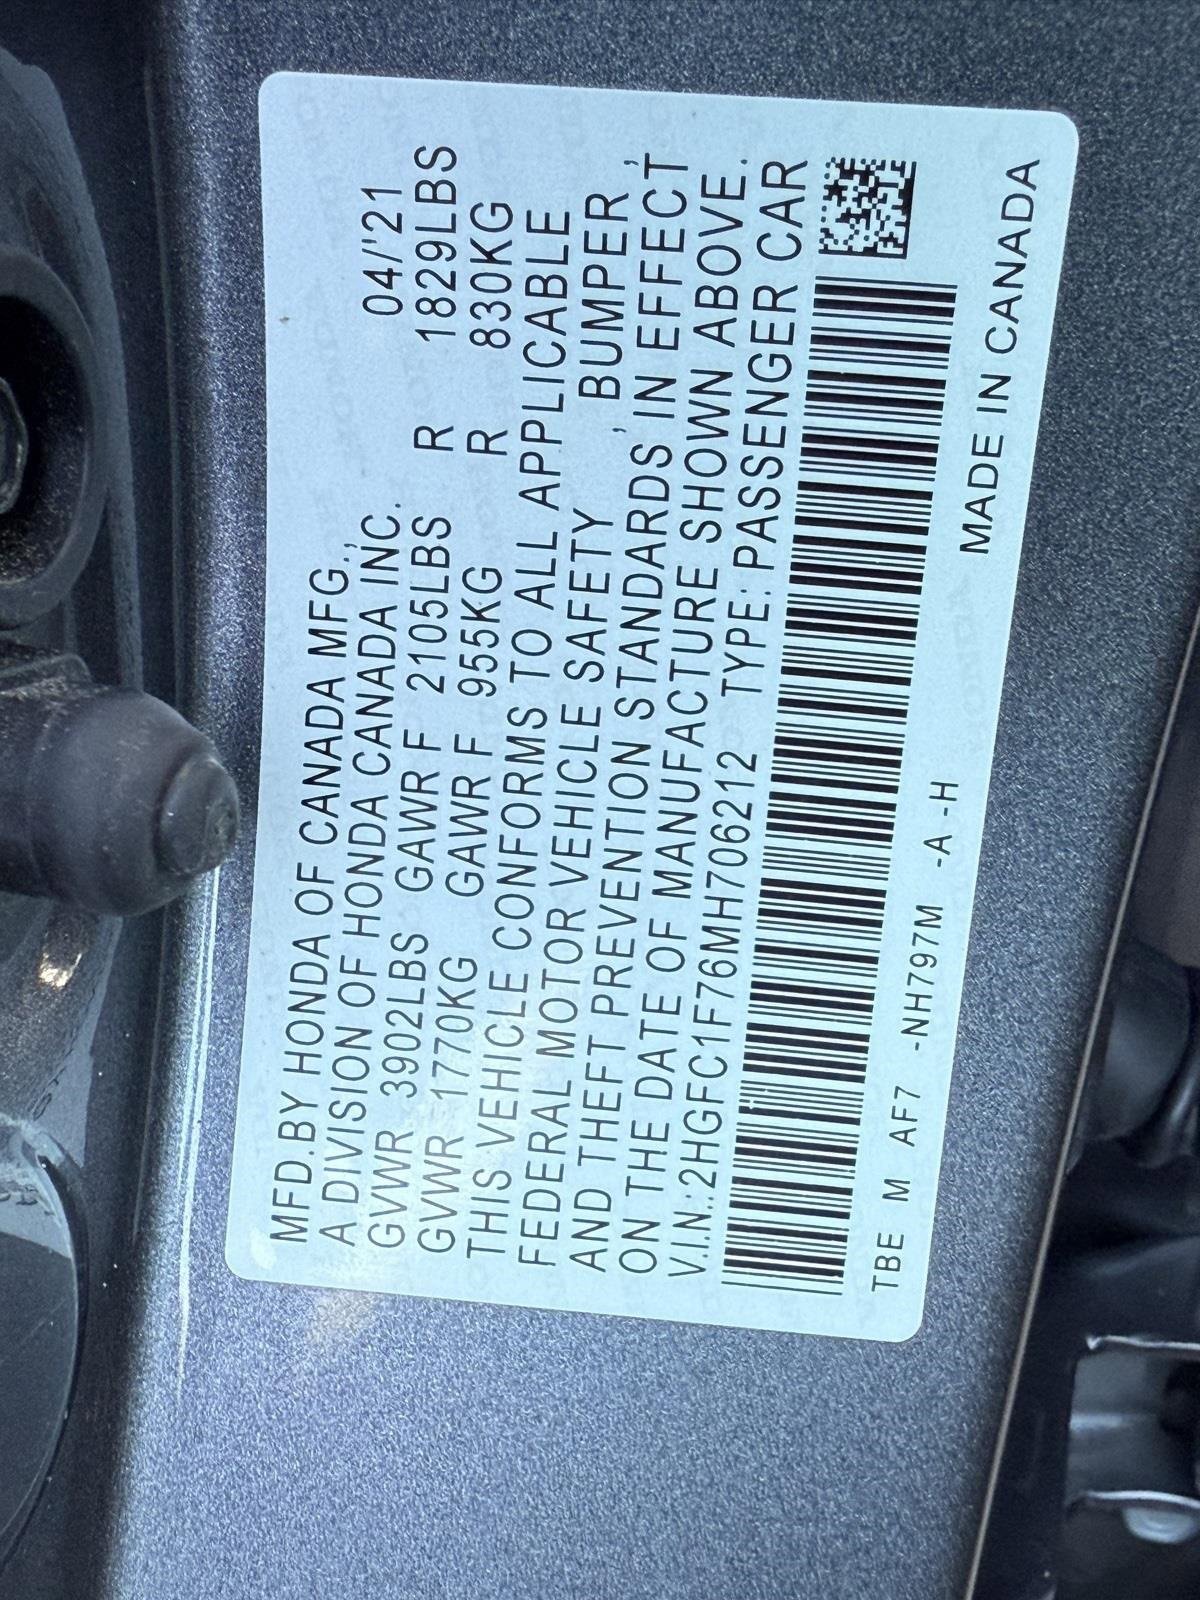 MFD.BY HONDA OF CANADA MFG.,
A DIVISION OF HONDA CANADA INC. 04/'21
GVWR 3902LBS GAWR F 2105LBS R 1829LBS
GVWR 1770KG GAWR F 955KG R 830KG
THIS VEHICLE CONFORMS TO ALL APPLICABLE
FEDERAL MOTOR VEHICLE SAFETY , BUMPER ,
AND THEFT PREVENTION STANDARDS IN EFFECT
ON THE DATE OF MANUFACTURE SHOWN ABOVE.
V.I.N.:2HGFC1F76MH706212 TYPE:PASSENGER CAR
TBE M AF7 -NH797M -A -H MADE IN CANADA